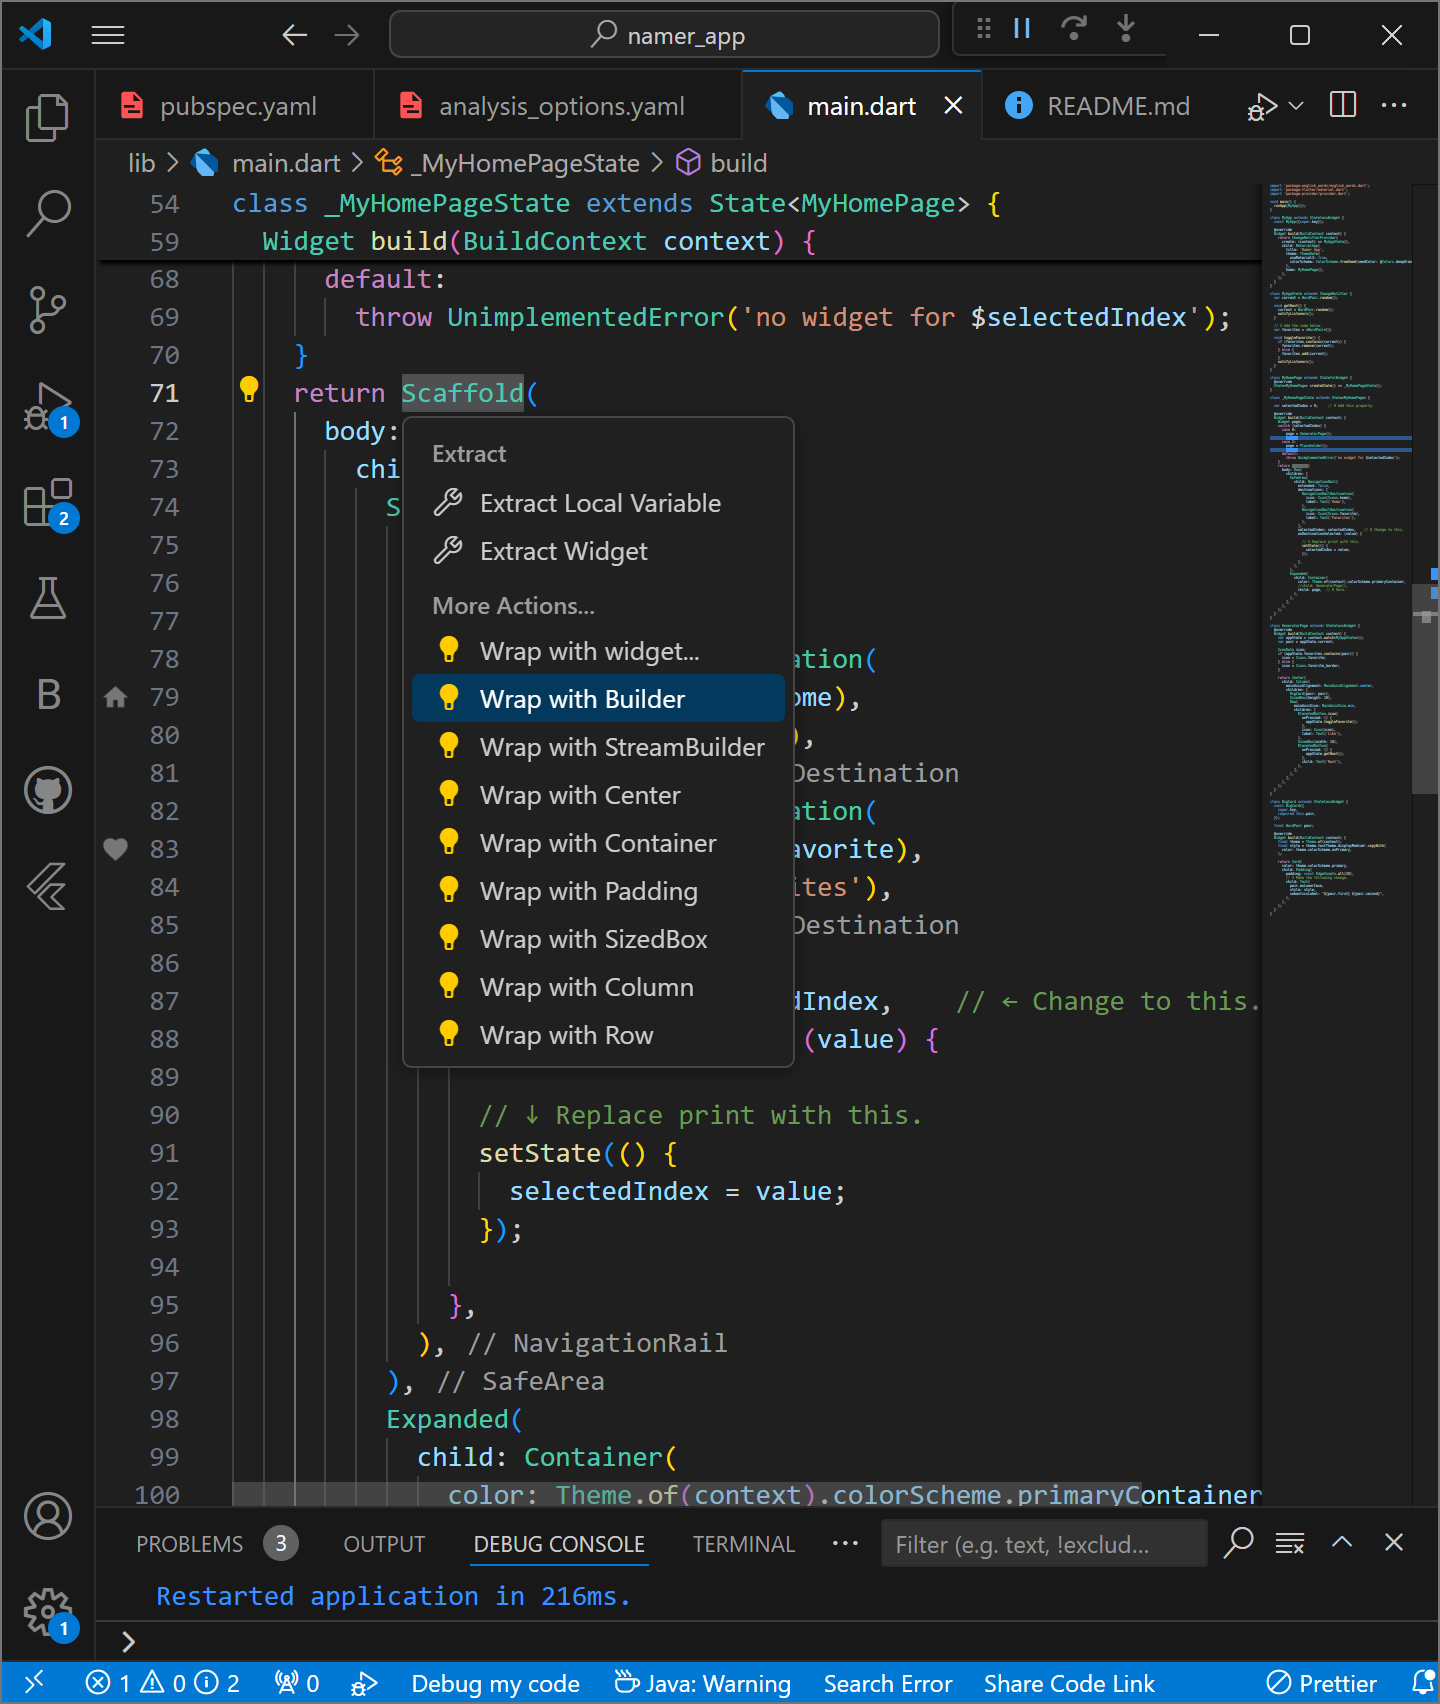 namer_app
pubspec.yaml
analysis_options.yaml
main.dart
README.md
lib > main.dart > _MyHomePageState > build
54 class _MyHomePageState extends State<MyHomePage> {
59 Widget build(BuildContext context) {
68 default:
69 throw UnimplementedError('no widget for $selectedIndex');
70 }
71 return Scaffold(
72 body:
73 chi
74 S
75
76
77
78 ation(
79 ome),
80 ),
81 Destination
82 ation(
83 avorite),
84 ites'),
85 Destination
86
87 dIndex, // ← Change to this.
88 (value) {
89
90 // ↓ Replace print with this.
91 setState(() {
92 selectedIndex = value;
93 });
94
95 },
96 ), // NavigationRail
97 ), // SafeArea
98 Expanded(
99 child: Container(
100 color: Theme.of(context).colorScheme.primaryContainer
Extract
Extract Local Variable
Extract Widget
More Actions...
Wrap with widget...
Wrap with Builder
Wrap with StreamBuilder
Wrap with Center
Wrap with Container
Wrap with Padding
Wrap with SizedBox
Wrap with Column
Wrap with Row
1
2
B
1
PROBLEMS 3 OUTPUT DEBUG CONSOLE TERMINAL ... Filter (e.g. text, !exclud...
Restarted application in 216ms.
>
1 0 2 0 Debug my code Java: Warning Search Error Share Code Link Prettier